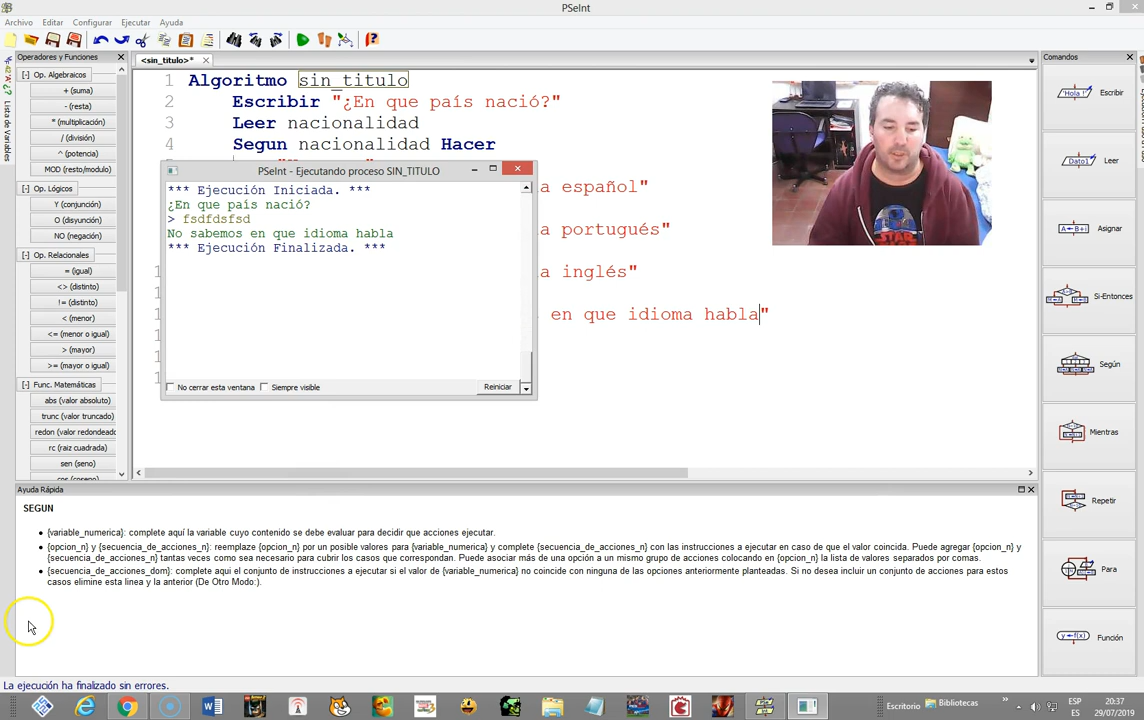 PSeInt
Archivo Editar Configurar Ejecutar Ayuda
Operadores y Funciones
<sin_titulo>*
Comandos
Lista de Variables
[-] Op. Algebraicos
+ (suma)
- (resta)
* (multiplicación)
/ (división)
^ (potencia)
MOD (resto/modulo)
[-] Op. Lógicos
Y (conjunción)
O (disyunción)
NO (negación)
[-] Op. Relacionales
= (igual)
<> (distinto)
!= (distinto)
< (menor)
<= (menor o igual)
> (mayor)
>= (mayor o igual)
[-] Func. Matemáticas
abs (valor absoluto)
trunc (valor truncado)
redon (valor redondeado
rc (raiz cuadrada)
sen (seno)
1 Algoritmo sin_titulo
2 Escribir "¿En que país nació?"
3 Leer nacionalidad
4 Segun nacionalidad Hacer
a español"
a portugués"
a inglés"
en que idioma habla"
PSeInt - Ejecutando proceso SIN_TITULO
*** Ejecución Iniciada. ***
¿En que país nació?
> fsdfdsfsd
No sabemos en que idioma habla
*** Ejecución Finalizada. ***
No cerrar esta ventana Siempre visible Reiniciar
¡Hola !' Escribir
Dato1 Leer
A←B+i Asignar
Si-Entonces
Según
Mientras
Repetir
Para
y←f(x) Función
Ayuda Rápida
SEGUN
{variable_numerica}: complete aquí la variable cuyo contenido se debe evaluar para decidir que acciones ejecutar.
{opcion_n} y {secuencia_de_acciones_n}: reemplaze {opcion_n} por un posible valores para {variable_numerica} y complete {secuencia_de_acciones_n} con las instrucciones a ejecutar en caso de que el valor coincida. Puede agregar {opcion_n} y
{secuencia_de_acciones_n} tantas veces como sea necesario para cubrir los casos que correspondan. Puede asociar más de una opción a un mismo grupo de acciones colocando en {opcion_n} la lista de valores separados por comas.
{secuencia_de_acciones_dom}: complete aqui el conjunto de instrucciones a ejecutar si el valor de {variable_numerica} no coincide con ninguna de las opciones anteriormente planteadas. Si no desea incluir un conjunto de acciones para estos
casos elimine esta linea y la anterior (De Otro Modo:).
La ejecución ha finalizado sin errores.
Escritorio Bibliotecas
ESP 20:37
ES 29/07/2019